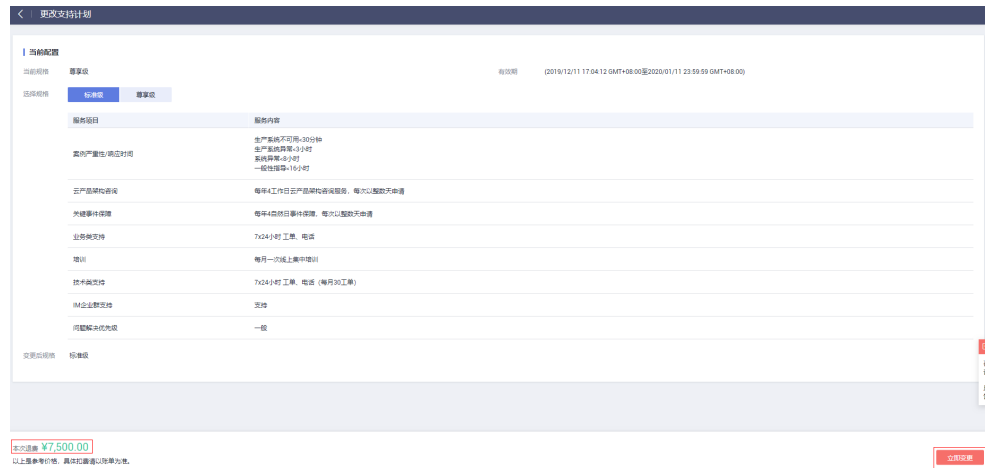 更改支持计划
当前配置
当前规格 尊享级 有效期 (2019/12/11 17:04:12 GMT+08:00至2020/01/11 23:59:59 GMT+08:00)
选择规格 标准级 尊享级
服务项目 服务内容
案例严重性/响应时间
生产系统不可用<30分钟
生产系统异常<3小时
系统异常<8小时
一般性指导<16小时
云产品架构咨询 每年4工作日云产品架构咨询服务，每次以整数天申请
关键事件保障 每年4自然日事件保障，每次以整数天申请
业务类支持 7x24小时 工单、电话
培训 每月一次线上集中培训
技术类支持 7x24小时 工单、电话（每月30工单）
IM企业群支持 支持
问题解决优先级 一般
变更后规格 标准级
本次退费 ¥7,500.00
以上是参考价格，具体扣费请以账单为准。
立即变更